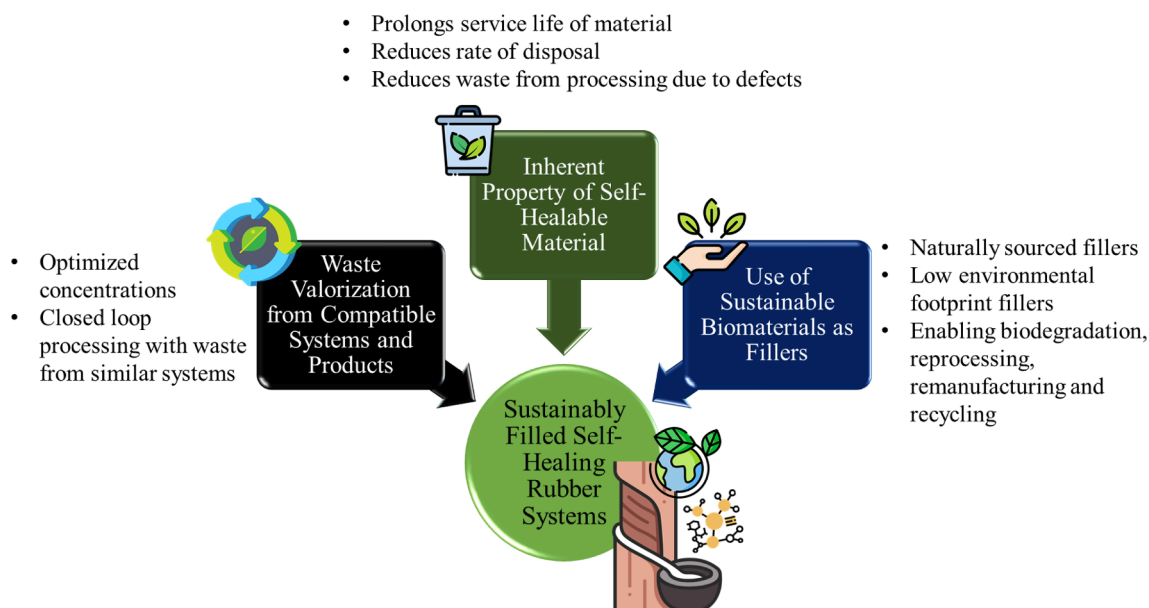 • Prolongs service life of material
• Reduces rate of disposal
• Reduces waste from processing due to defects
Inherent
Property of Self-
Healable
Material
• Optimized
concentrations
• Closed loop
processing with waste
from similar systems
Waste
Valorization
from Compatible
Systems and
Products
Use of
Sustainable
Biomaterials as
Fillers
• Naturally sourced fillers
• Low environmental
footprint fillers
• Enabling biodegradation,
reprocessing,
remanufacturing and
recycling
Sustainably
Filled Self-
Healing
Rubber
Systems